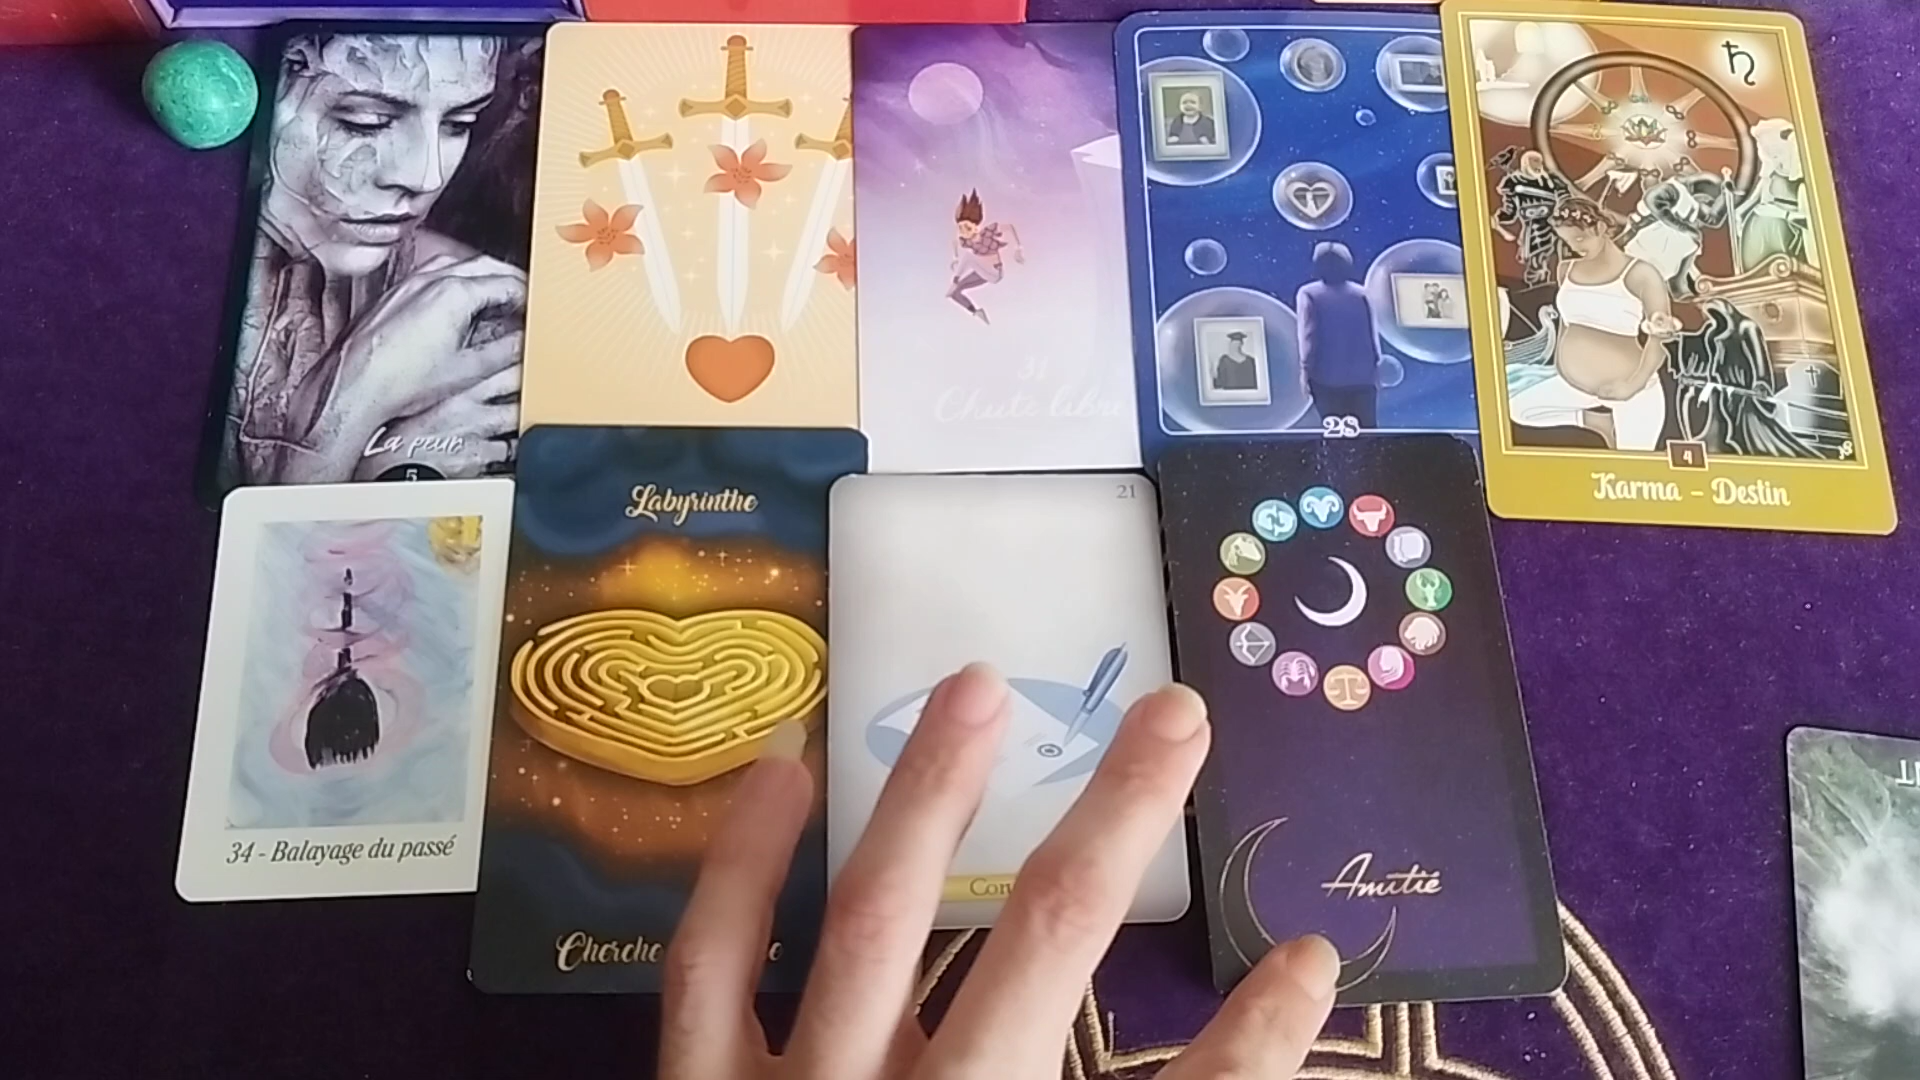 La peur
5
31
Chute libre
28
4
Karma - Destin
34 - Balayage du passé
Labyrinthe
21
Amitié